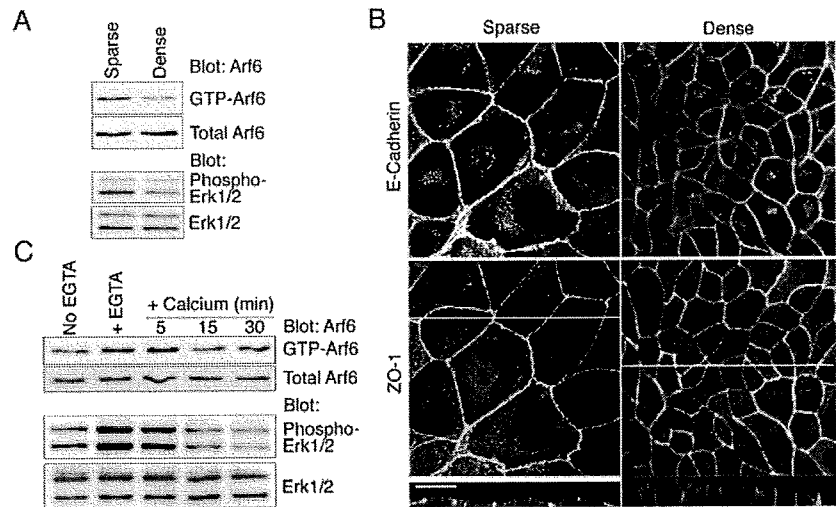 A
Sparse
Dense
Blot: Arf6
GTP-Arf6
Total Arf6
Blot:
Phospho-
Erk1/2
Erk1/2
B
Sparse
Dense
E-Cadherin
ZO-1
C
No EGTA
+ EGTA
+ Calcium (min)
5
15
30
Blot: Arf6
GTP-Arf6
Total Arf6
Blot:
Phospho-
Erk1/2
Erk1/2